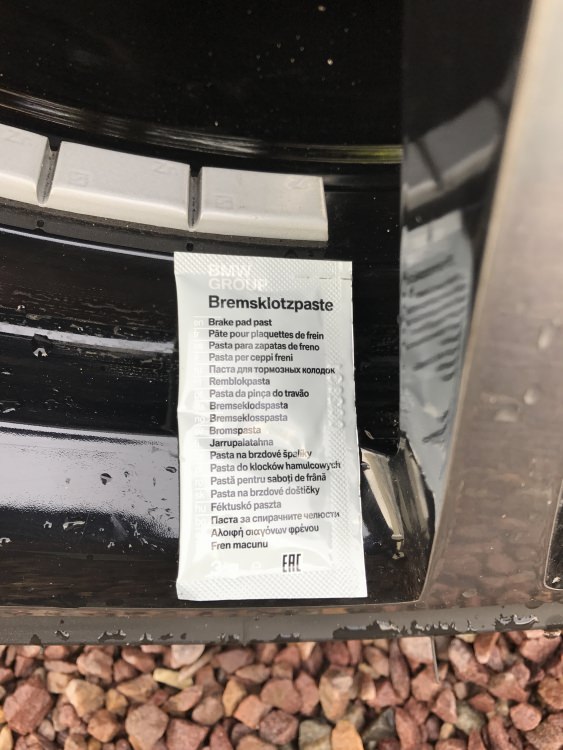 BMW
GROUP
Bremsklotzpaste
Brake pad past
Pâte pour plaquettes de frein
Pasta para zapatas de freno
Pasta per ceppi freni
Паста для тормозных колодок
Remblokpasta
Pasta da pinça do travão
Bremseklodspasta
Bremseklosspasta
Bromspasta
Jarrupalatahna
Pasta na brzdové špalíky
Pasta do klocków hamulcowych
Pastă pentru saboți de frână
Pasta na brzdové doštičky
Féktuskó paszta
Паста за спирачните челюсти
Αλοιφή σιαγόνων φρένου
Fren macunu
EAC